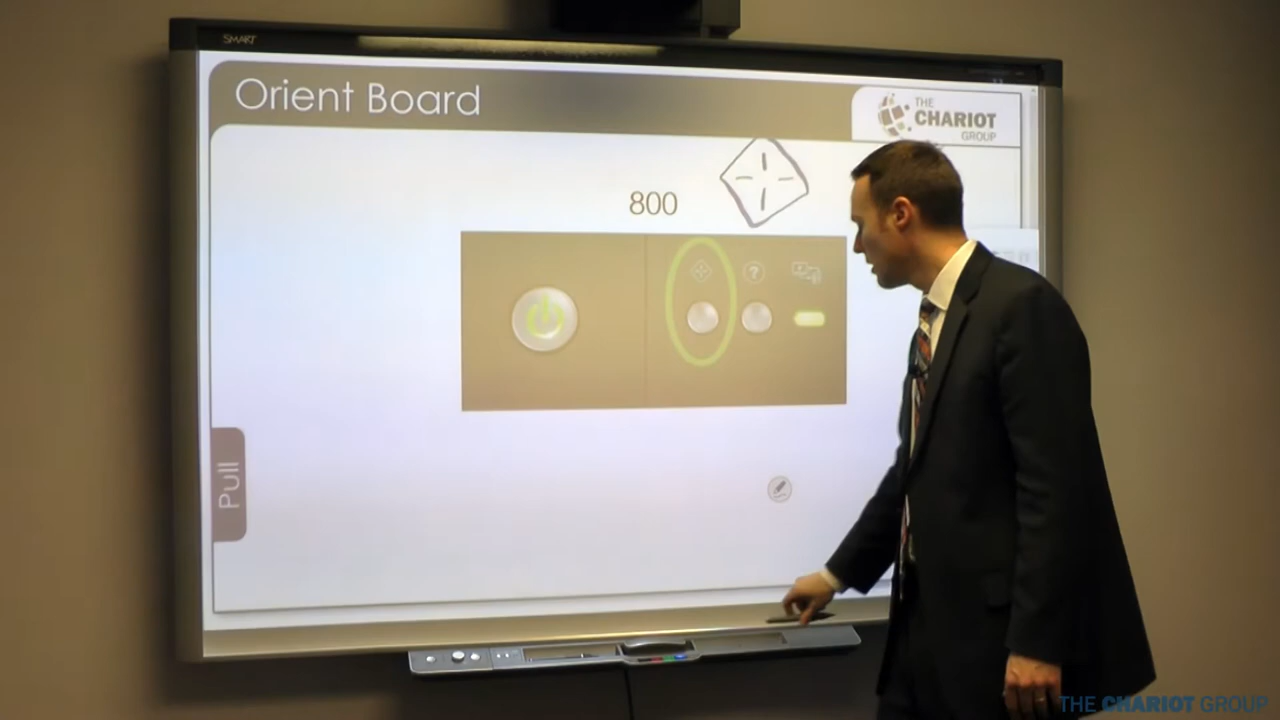 SMART
Orient Board
THE
CHARIOT
GROUP
800
?
Pull
THE CHARIOT GROUP